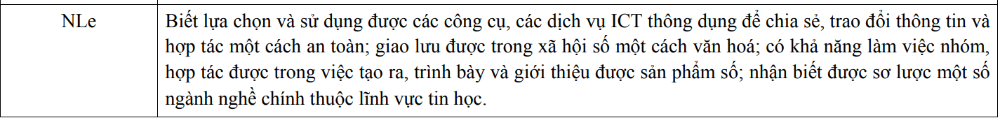 NLe
Biết lựa chọn và sử dụng được các công cụ, các dịch vụ ICT thông dụng để chia sẻ, trao đổi thông tin và
hợp tác một cách an toàn; giao lưu được trong xã hội số một cách văn hoá; có khả năng làm việc nhóm,
hợp tác được trong việc tạo ra, trình bày và giới thiệu được sản phẩm số; nhận biết được sơ lược một số
ngành nghề chính thuộc lĩnh vực tin học.